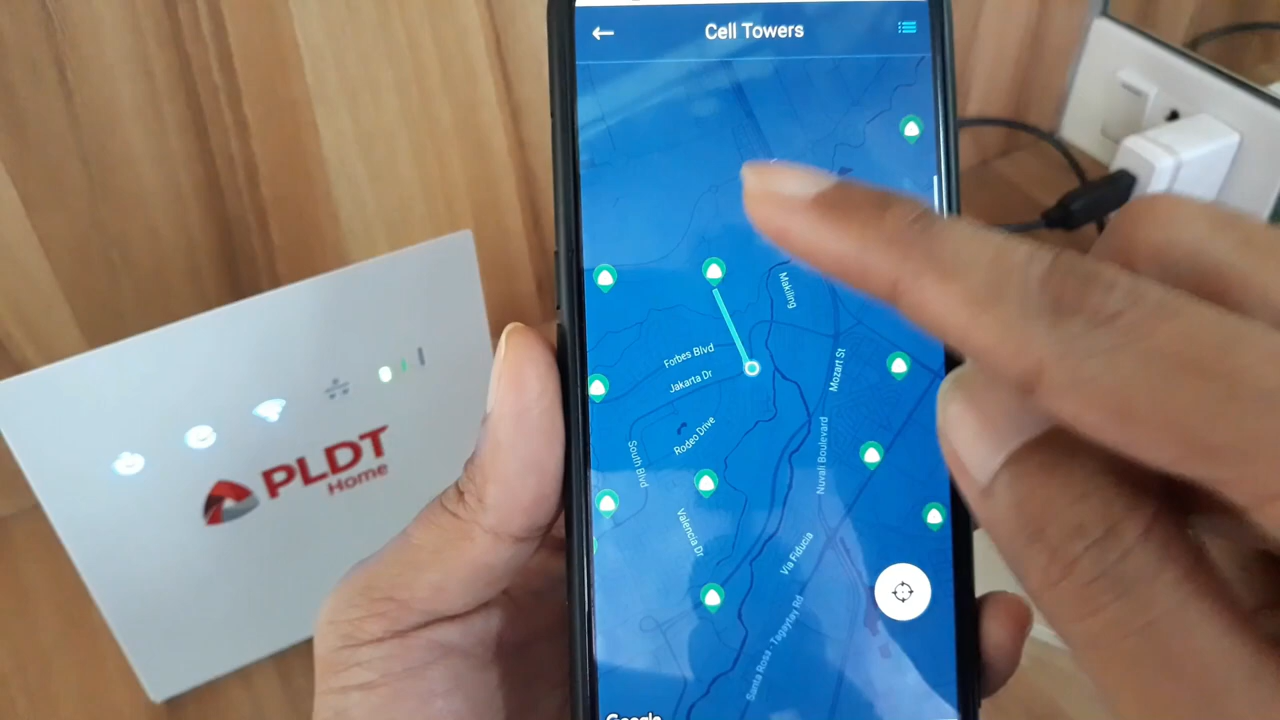 Cell Towers
Makiling
Forbes Blvd
Jakarta Dr
Mozart St
Rodeo Drive
South Blvd
Nuvali Boulevard
Valencia Dr
Via Fiducia
Santa Rosa - Tagaytay Rd
Google
PLDT
Home